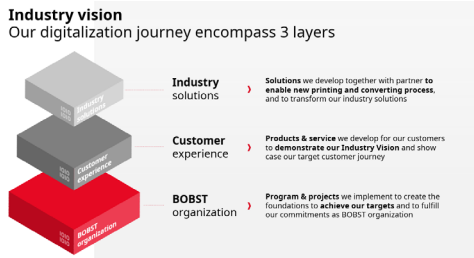 Industry vision
Our digitalization journey encompass 3 layers
Industry
solutions
Industry
solutions
Solutions we develop together with partner to
enable new printing and converting process,
and to transform our industry solutions
Customer
experience
Customer
experience
Products & service we develop for our customers
to demonstrate our Industry Vision and show
case our target customer journey
BOBST
organization
BOBST
organization
Program & projects we implement to create the
foundations to achieve our targets and to fulfill
our commitments as BOBST organization